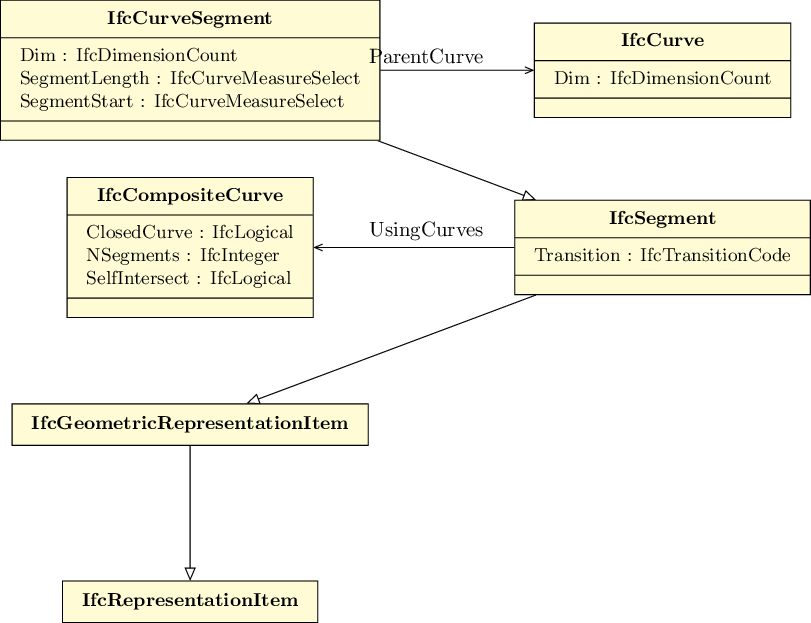 IfcCurveSegment
Dim : IfcDimensionCount
SegmentLength : IfcCurveMeasureSelect
SegmentStart : IfcCurveMeasureSelect
ParentCurve
IfcCurve
Dim : IfcDimensionCount
IfcCompositeCurve
ClosedCurve : IfcLogical
NSegments : IfcInteger
SelfIntersect : IfcLogical
UsingCurves
IfcSegment
Transition : IfcTransitionCode
IfcGeometricRepresentationItem
IfcRepresentationItem